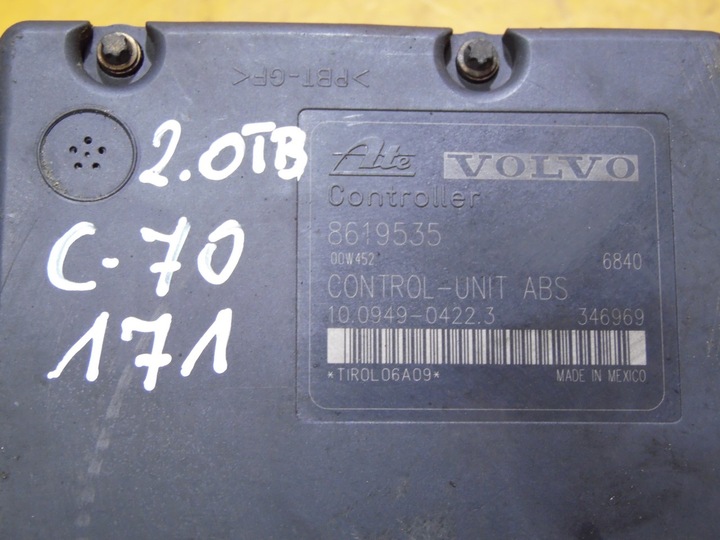 >PBT-GF<
2.0TB
C-70
171
Ate VOLVO
Controller
8619535
00W452 6840
CONTROL-UNIT ABS
10.0949-0422.3 346969
*TIROL06A09* MADE IN MEXICO